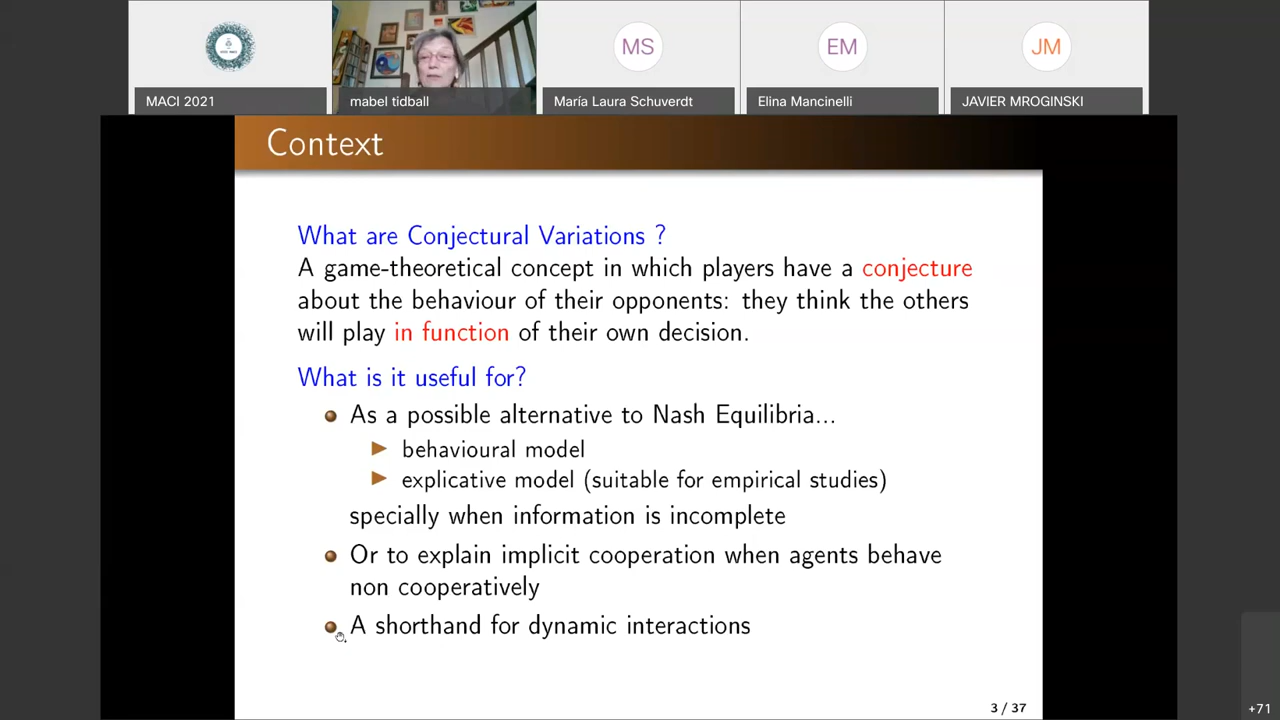 MS
EM
JM
MACI 2021
mabel tidball
María Laura Schuverdt
Elina Mancinelli
JAVIER MROGINSKI
Context
What are Conjectural Variations ?
A game-theoretical concept in which players have a conjecture
about the behaviour of their opponents: they think the others
will play in function of their own decision.
What is it useful for?
As a possible alternative to Nash Equilibria...
behavioural model
explicative model (suitable for empirical studies)
specially when information is incomplete
Or to explain implicit cooperation when agents behave
non cooperatively
A shorthand for dynamic interactions
3 / 37
+71